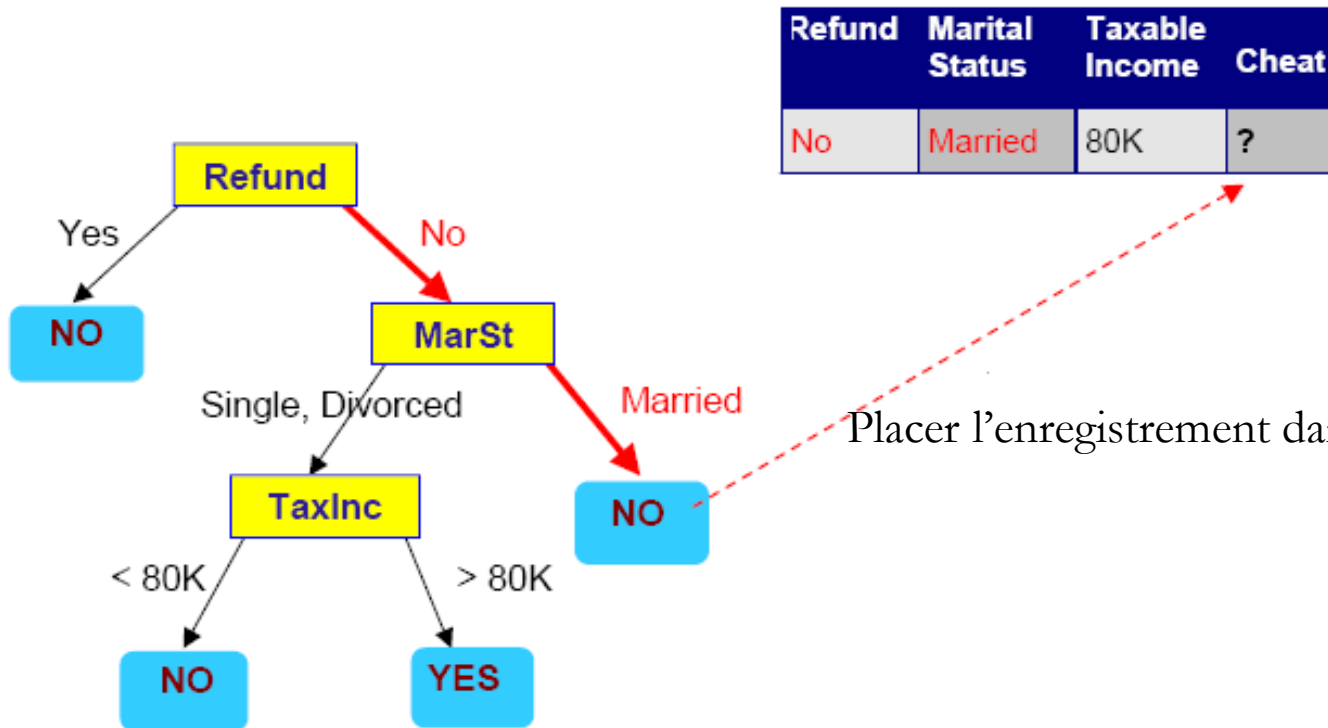 Refund Marital Status Taxable Income Cheat
No Married 80K ?
Refund
Yes No
NO
MarSt
Single, Divorced Married
Placer l’enregistrement
TaxInc
NO
< 80K > 80K
NO YES